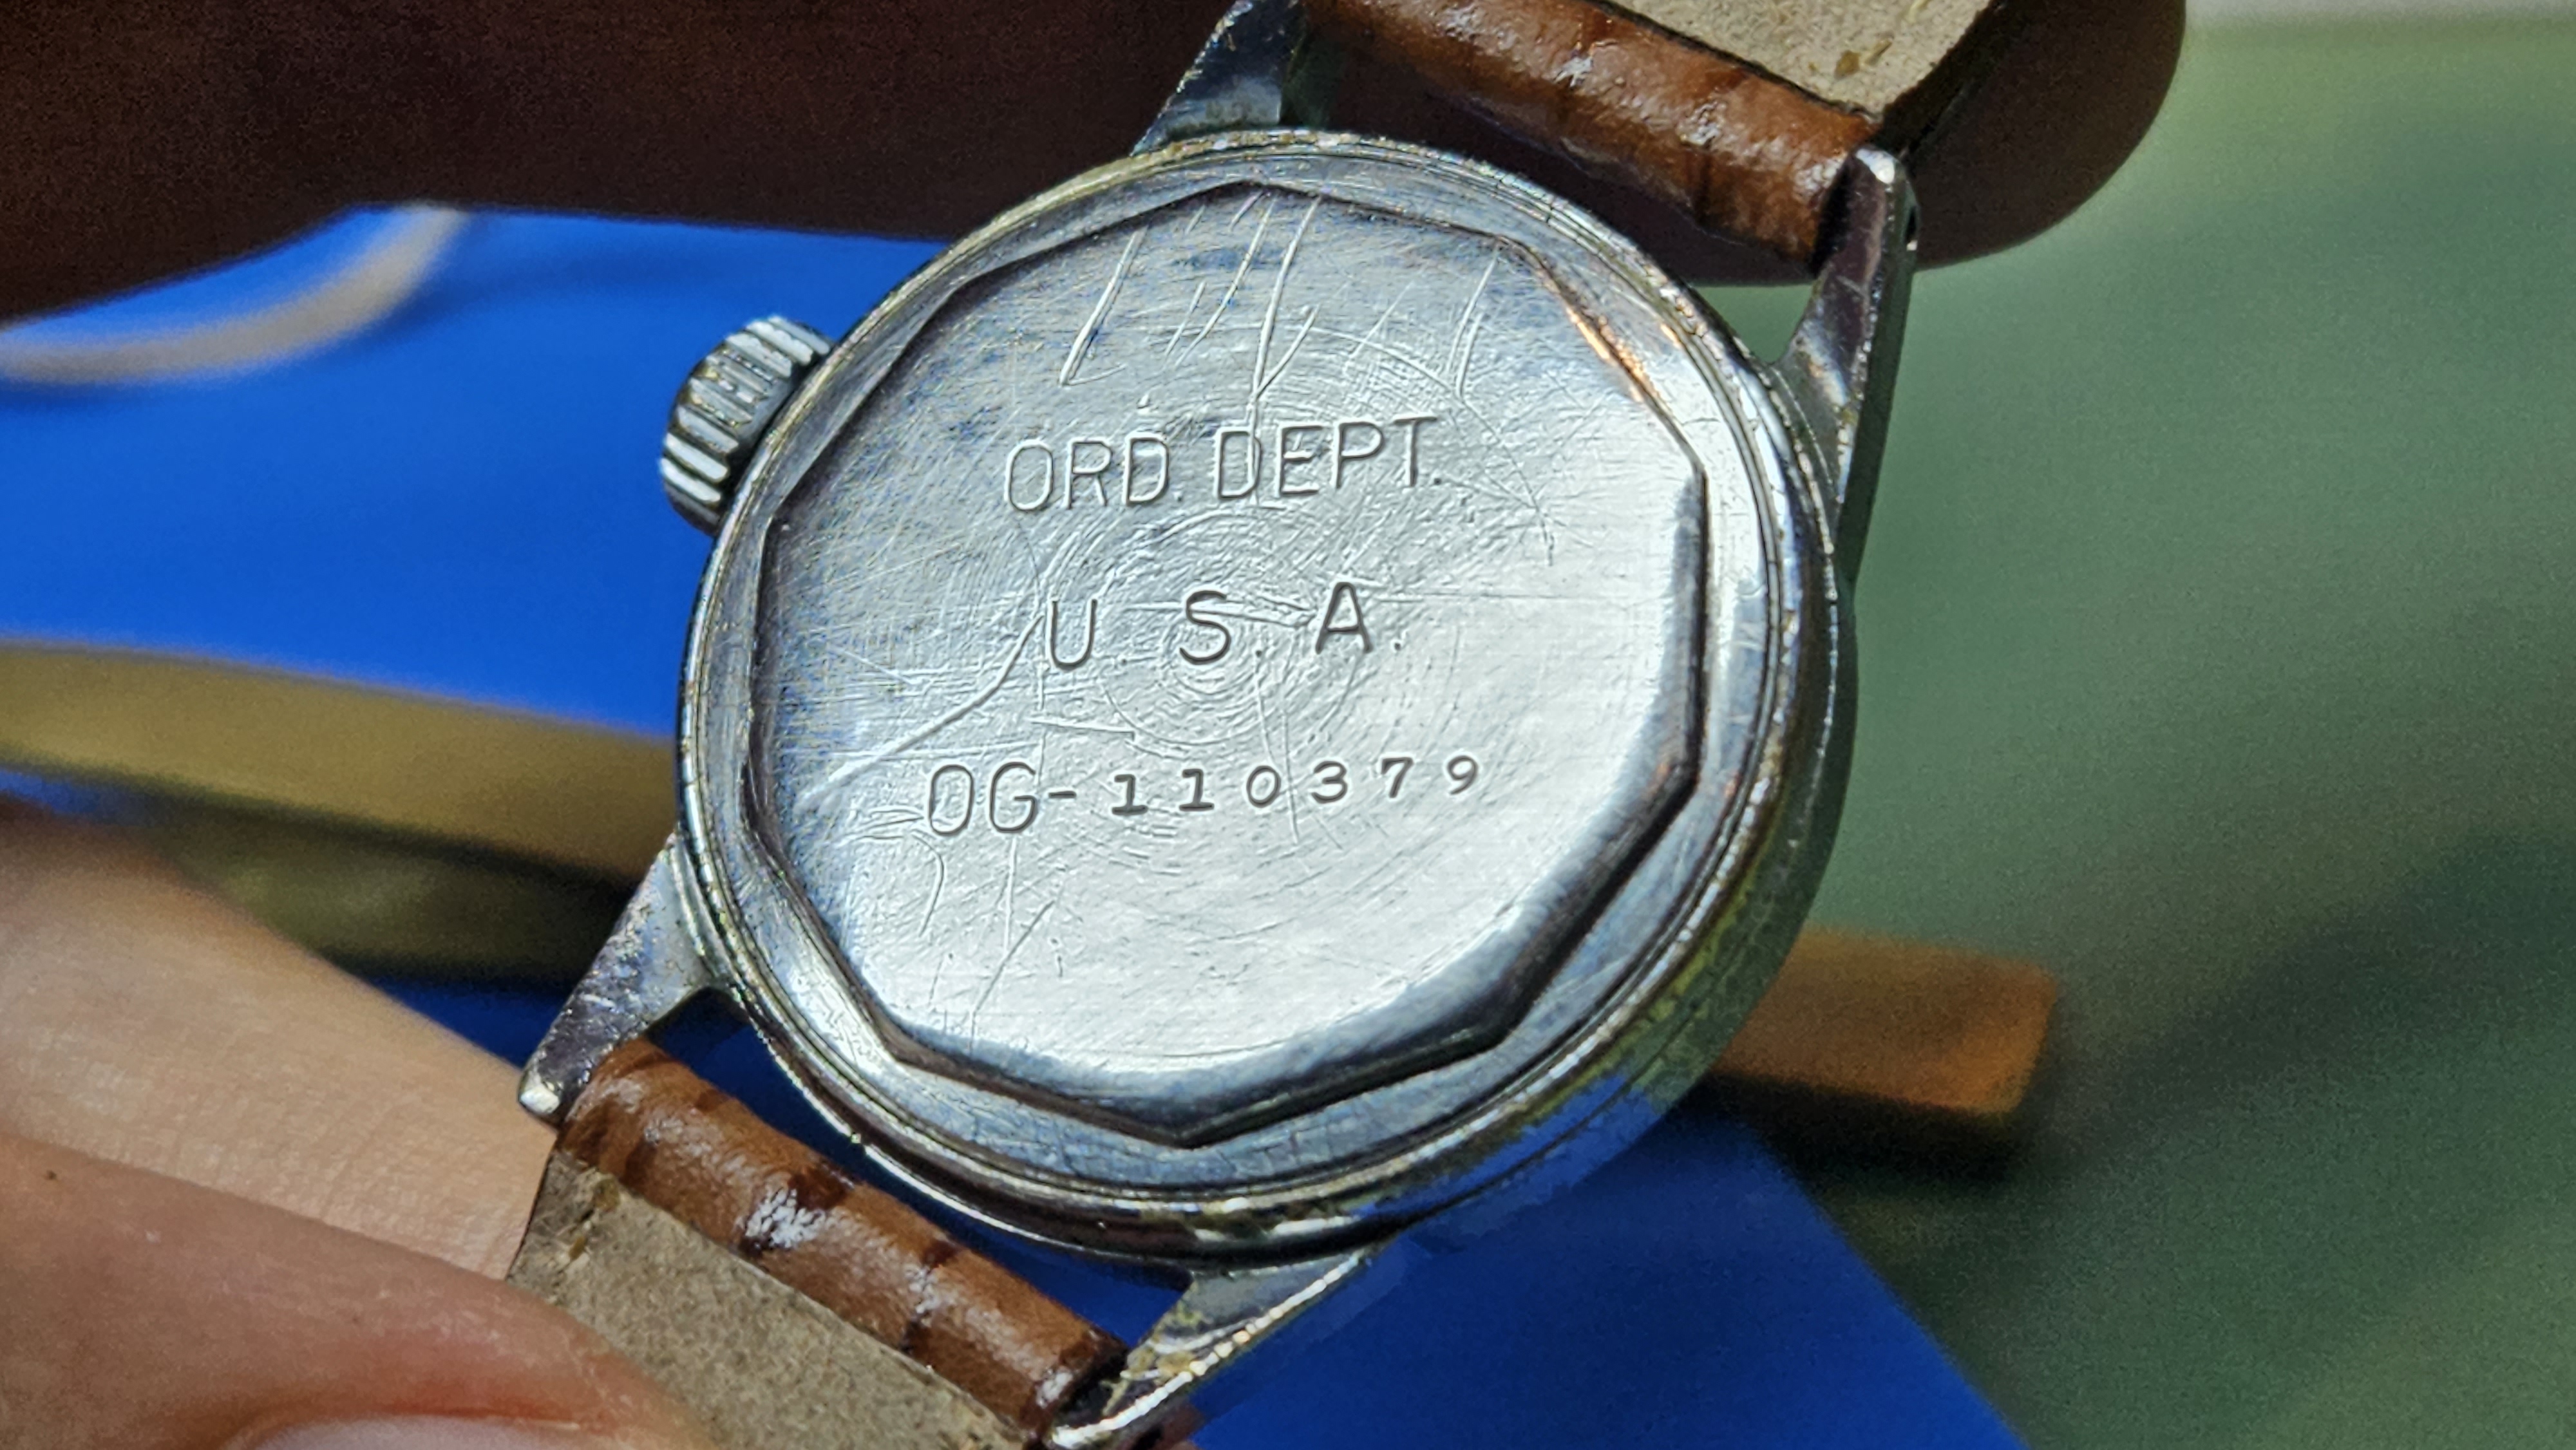 ORD. DEPT.
U. S. A.
OG-110379